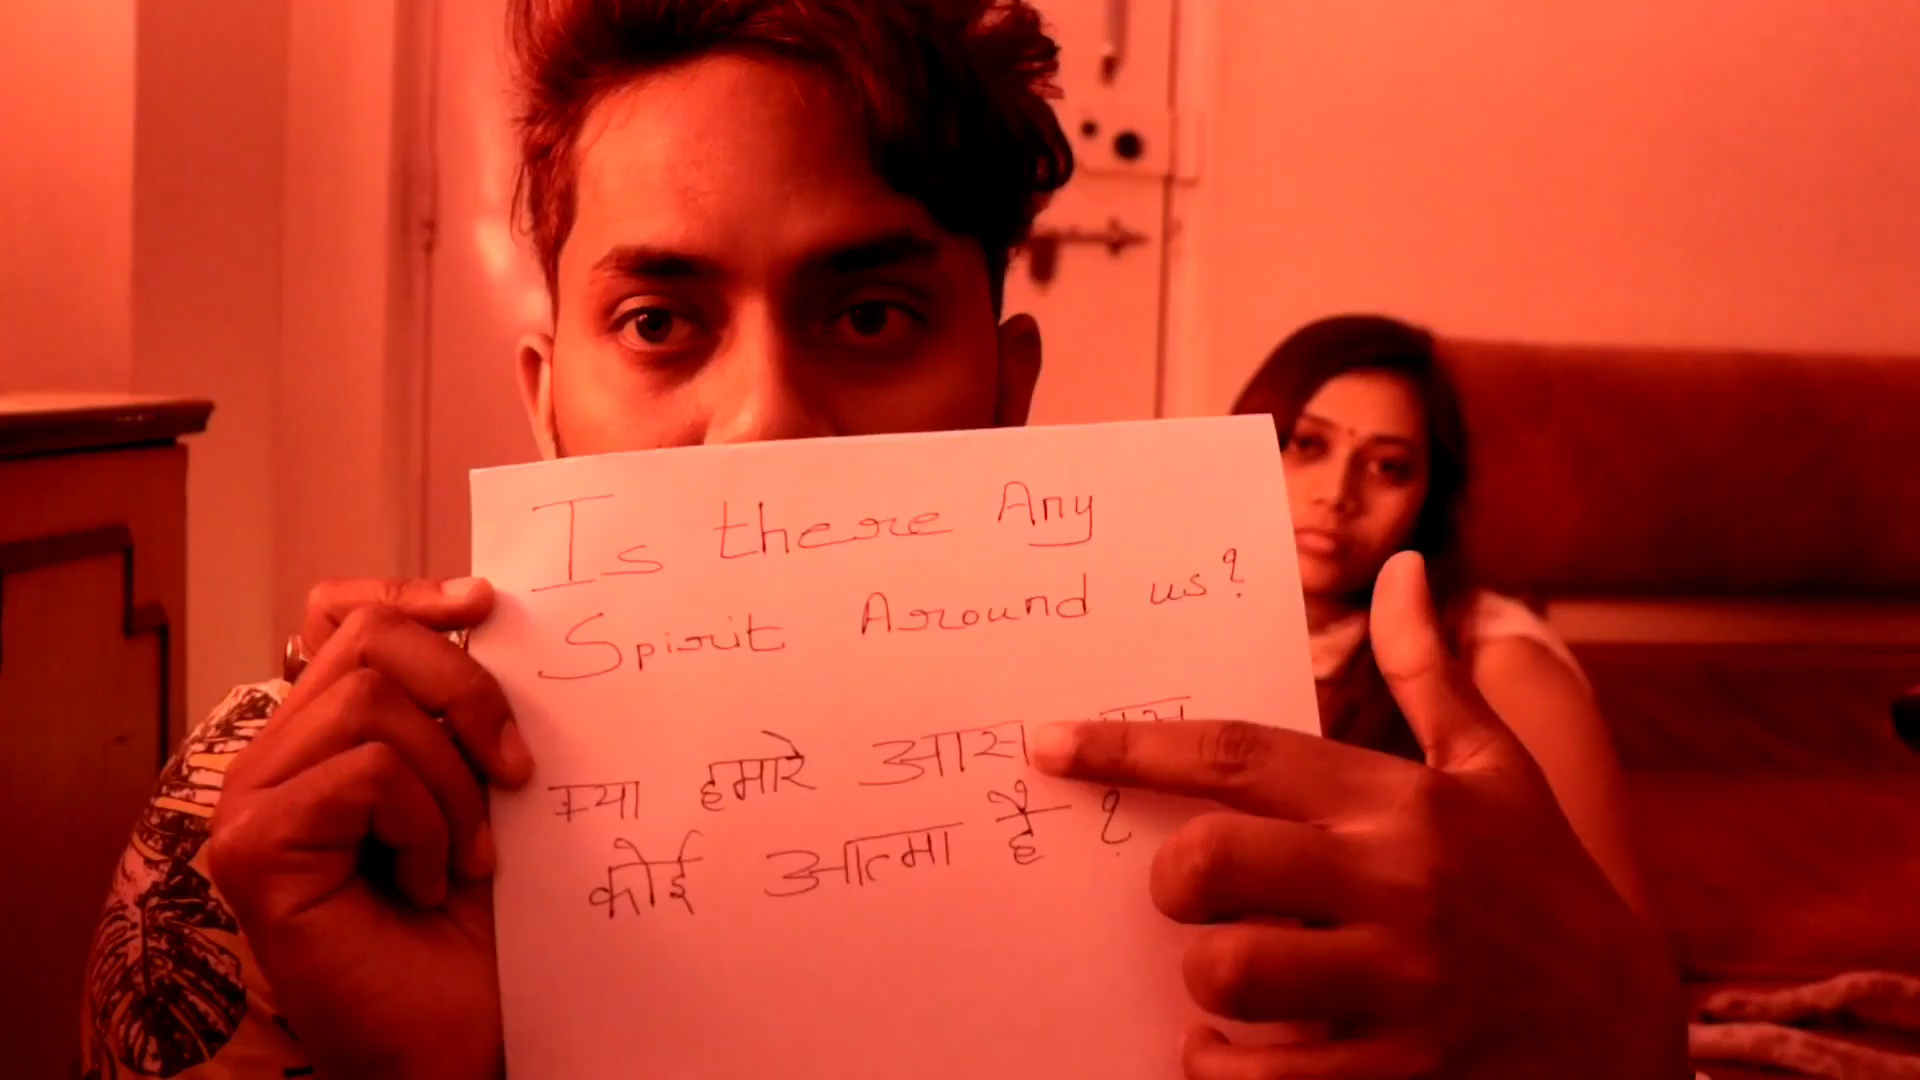 Is there Any
Spirit Around us?
क्या हमारे आस
कोई आत्मा है ?